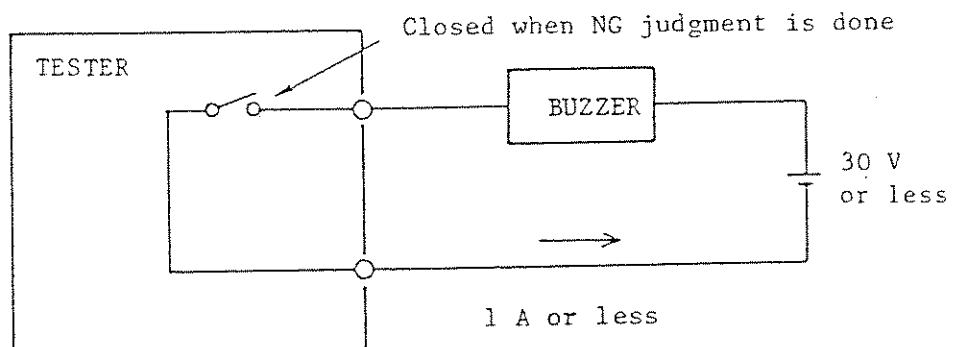 Closed when NG judgment is done
TESTER
BUZZER
30 V
or less
1 A or less